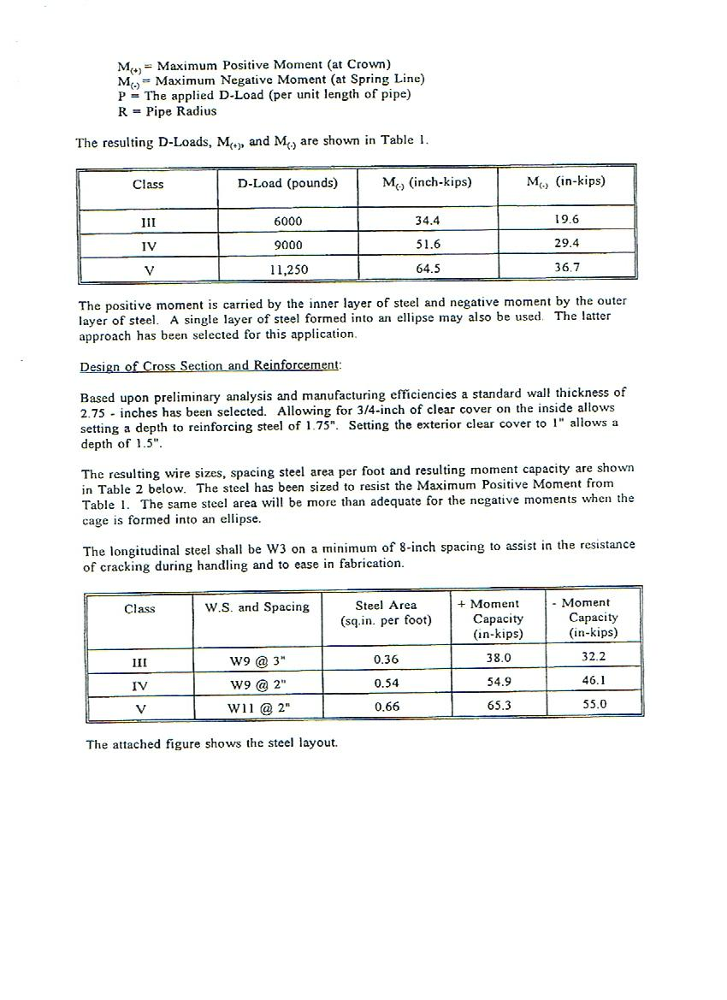 M(+) = Maximum Positive Moment (at Crown)
M(-) = Maximum Negative Moment (at Spring Line)
P = The applied D-Load (per unit length of pipe)
R = Pipe Radius
The resulting D-Loads, M(+), and M(-) are shown in Table 1.
Class D-Load (pounds) M(-) (inch-kips) M(-) (in-kips)
III 6000 34.4 19.6
IV 9000 51.6 29.4
V 11,250 64.5 36.7
The positive moment is carried by the inner layer of steel and negative moment by the outer
layer of steel. A single layer of steel formed into an ellipse may also be used. The latter
approach has been selected for this application.
Design of Cross Section and Reinforcement:
Based upon preliminary analysis and manufacturing efficiencies a standard wall thickness of
2.75 - inches has been selected. Allowing for 3/4-inch of clear cover on the inside allows
setting a depth to reinforcing steel of 1.75". Setting the exterior clear cover to 1" allows a
depth of 1.5".
The resulting wire sizes, spacing steel area per foot and resulting moment capacity are shown
in Table 2 below. The steel has been sized to resist the Maximum Positive Moment from
Table 1. The same steel area will be more than adequate for the negative moments when the
cage is formed into an ellipse.
The longitudinal steel shall be W3 on a minimum of 8-inch spacing to assist in the resistance
of cracking during handling and to ease in fabrication.
Class W.S. and Spacing Steel Area + Moment - Moment
(sq.in. per foot) Capacity Capacity
(in-kips) (in-kips)
III W9 @ 3" 0.36 38.0 32.2
IV W9 @ 2" 0.54 54.9 46.1
V W11 @ 2" 0.66 65.3 55.0
The attached figure shows the steel layout.